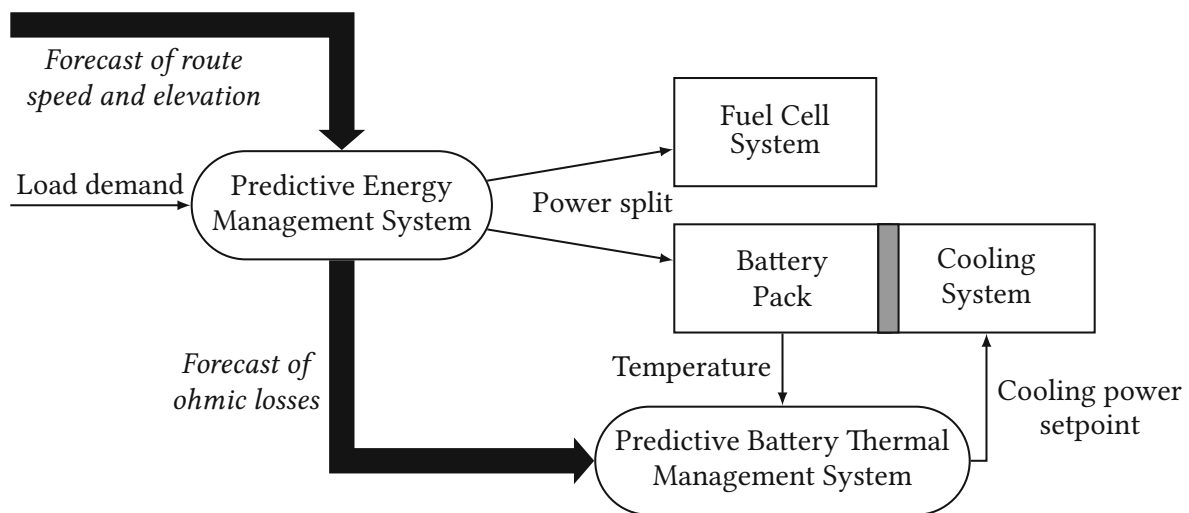 Forecast of route
speed and elevation
Fuel Cell
System
Load demand
Predictive Energy
Management System
Power split
Battery
Pack
Cooling
System
Forecast of
ohmic losses
Temperature
Cooling power
setpoint
Predictive Battery Thermal
Management System